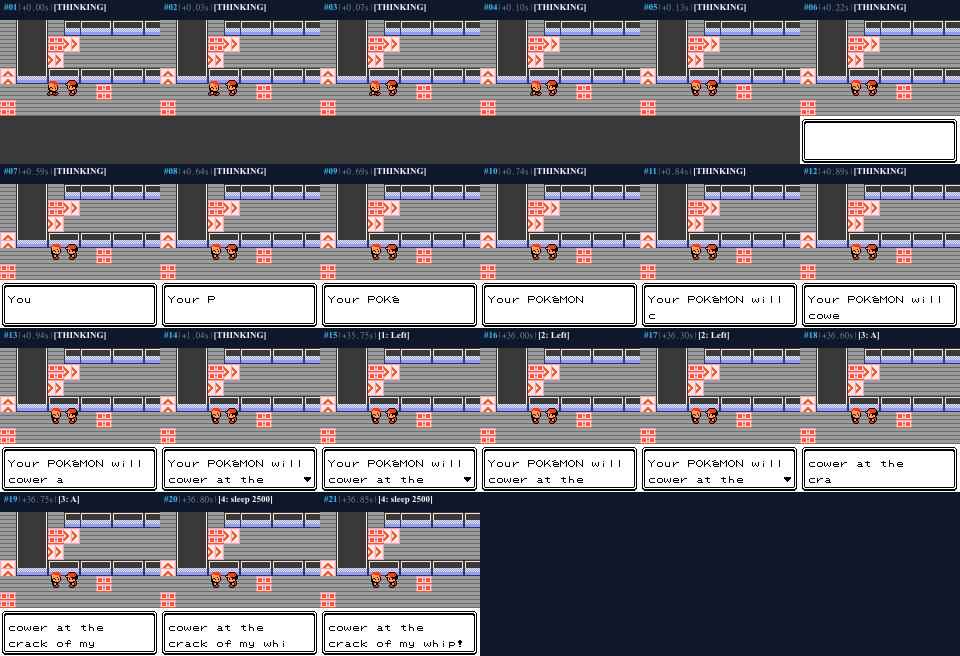 #01|+0.00s|[THINKING]
#02|+0.03s|[THINKING]
#03|+0.07s|[THINKING]
#04|+0.10s|[THINKING]
#05|+0.13s|[THINKING]
#06|+0.22s|[THINKING]
#07|+0.59s|[THINKING]
#08|+0.64s|[THINKING]
#09|+0.69s|[THINKING]
#10|+0.74s|[THINKING]
#11|+0.84s|[THINKING]
#12|+0.89s|[THINKING]
You
Your P
Your POKé
Your POKéMON
Your POKéMON will
c
Your POKéMON will
cowe
#13|+0.94s|[THINKING]
#14|+1.04s|[THINKING]
#15|+35.75s|[1: Left]
#16|+36.00s|[2: Left]
#17|+36.30s|[2: Left]
#18|+36.60s|[3: A]
Your POKéMON will
cower a
Your POKéMON will
cower at the
Your POKéMON will
cower at the
Your POKéMON will
cower at the
Your POKéMON will
cower at the
cower at the
cra
#19|+36.75s|[3: A]
#20|+36.80s|[4: sleep 2500]
#21|+36.85s|[4: sleep 2500]
cower at the
crack of my
cower at the
crack of my whi
cower at the
crack of my whip!